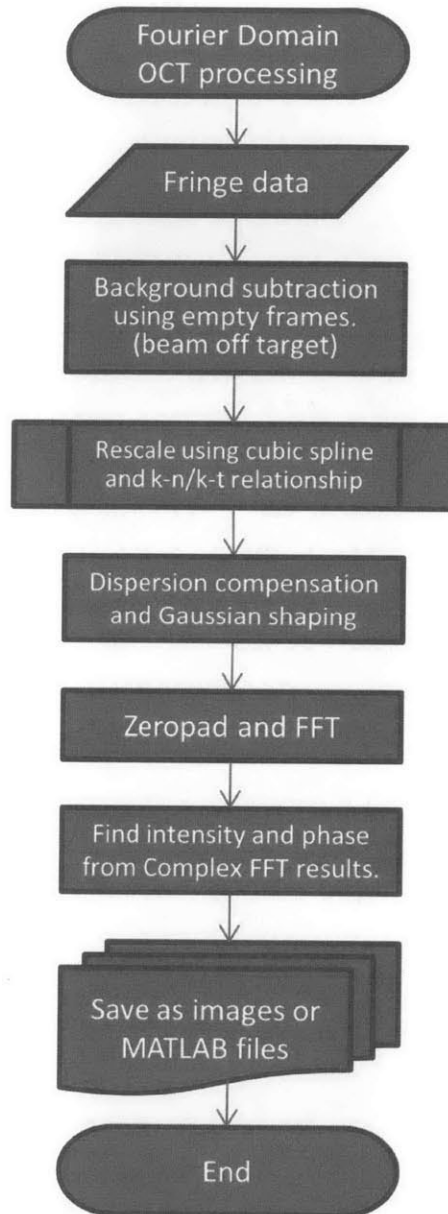 Fourier Domain
OCT processing
Fringe data
Background subtraction
using empty frames.
(beam off target)
Rescale using cubic spline
and k-n/k-t relationship
Dispersion compensation
and Gaussian shaping
Zeropad and FFT
Find intensity and phase
from Complex FFT results.
Save as images or
MATLAB files
End